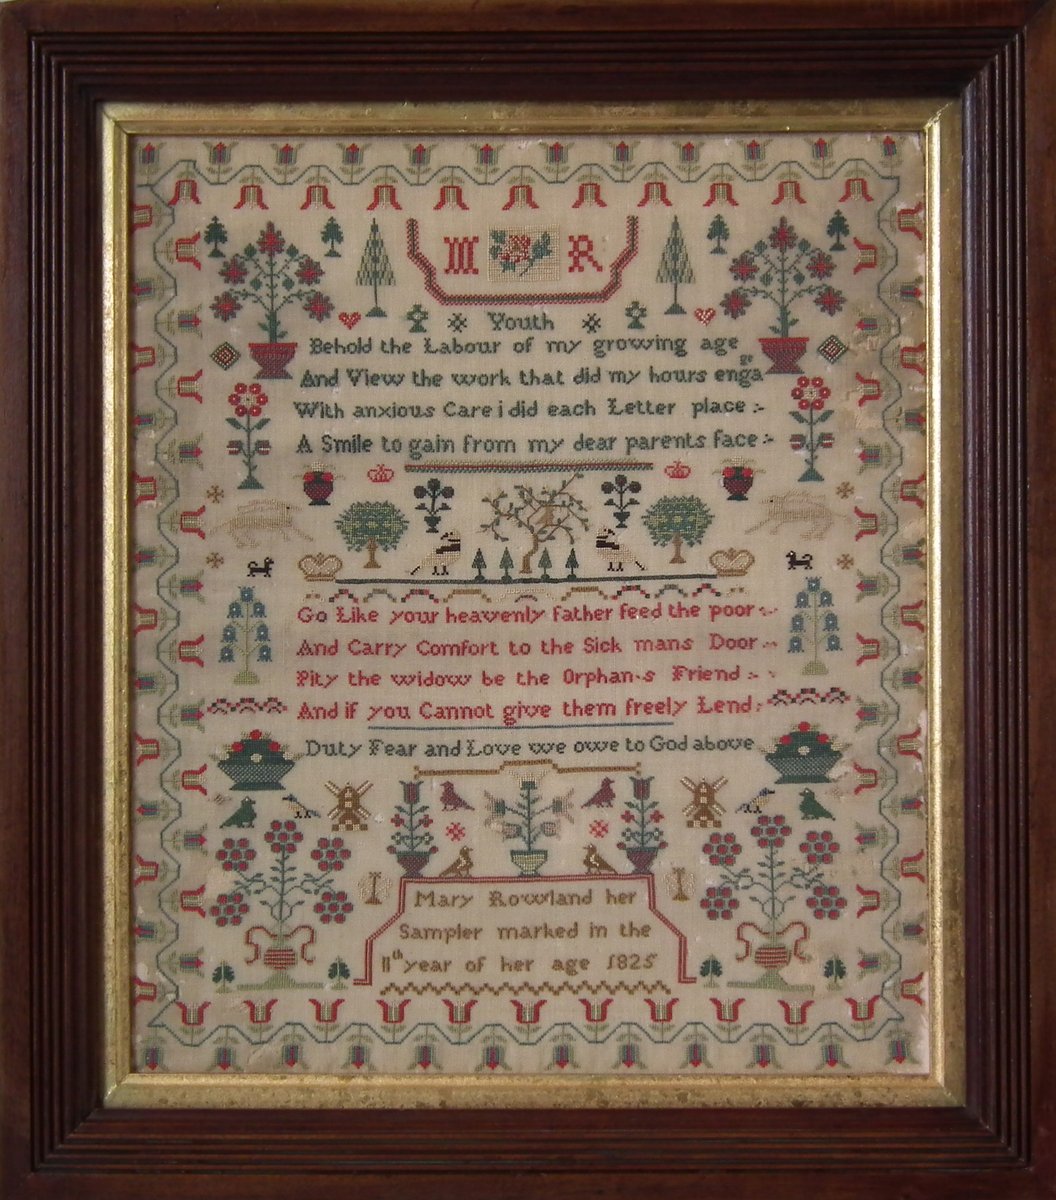 M R
Youth
Behold the Labour of my growing age
And View the work that did my hours engage
With anxious Care i did each Letter place :-
A Smile to gain from my dear parents face :-
Go Like your heavenly father feed the poor :-
And Carry Comfort to the Sick mans Door :-
Pity the widow be the Orphan·s Friend :-
And if you Cannot give them freely Lend :
Duty Fear and Love we owe to God above
Mary Rowland her
Sampler marked in the
11th year of her age 1825